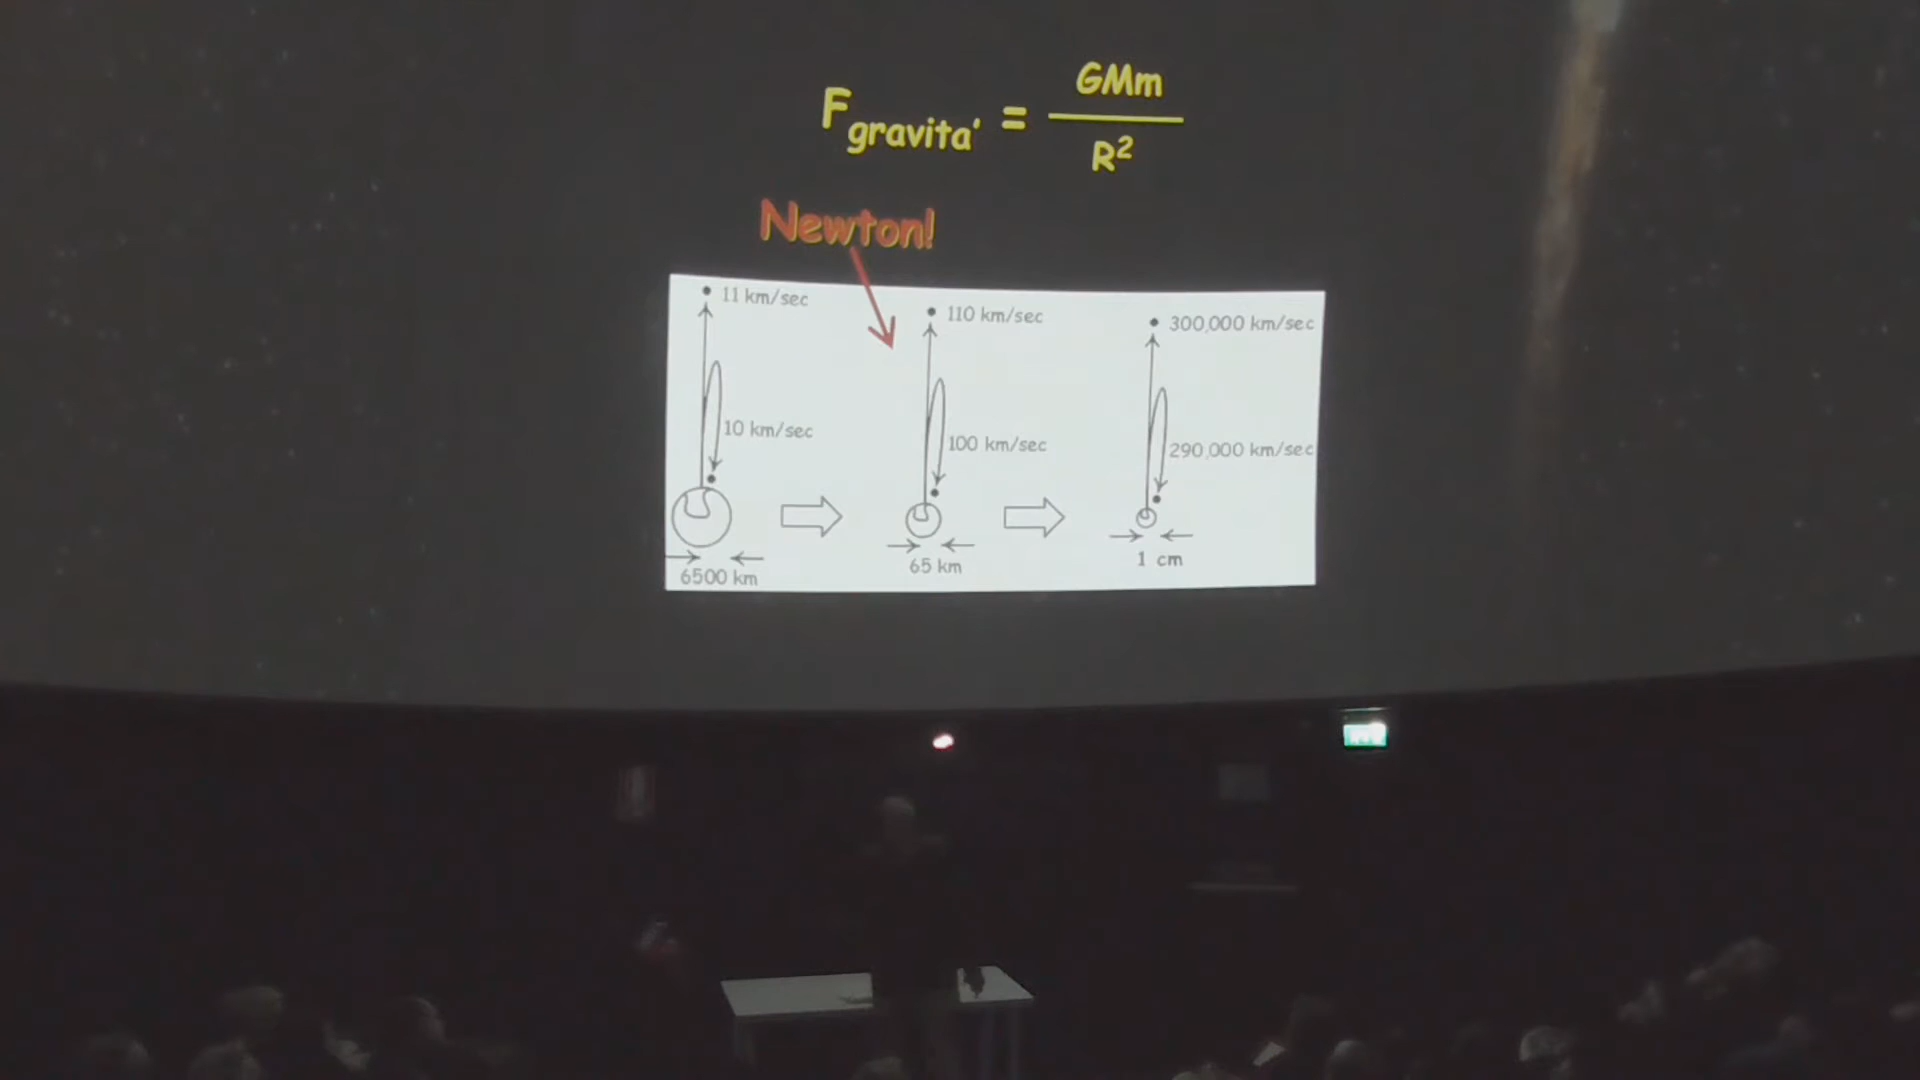 F gravita' = GMm / R²
Newton!
11 km/sec
110 km/sec
300,000 km/sec
10 km/sec
100 km/sec
290,000 km/sec
6500 km
65 km
1 cm